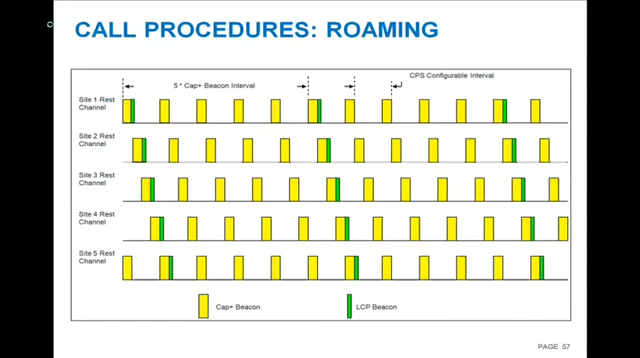 CALL PROCEDURES: ROAMING
5 * Cap+ Beacon Interval
CPS Configurable Interval
Site 1 Rest
Channel
Site 2 Rest
Channel
Site 3 Rest
Channel
Site 4 Rest
Channel
Site 5 Rest
Channel
Cap+ Beacon
LCP Beacon
PAGE 57